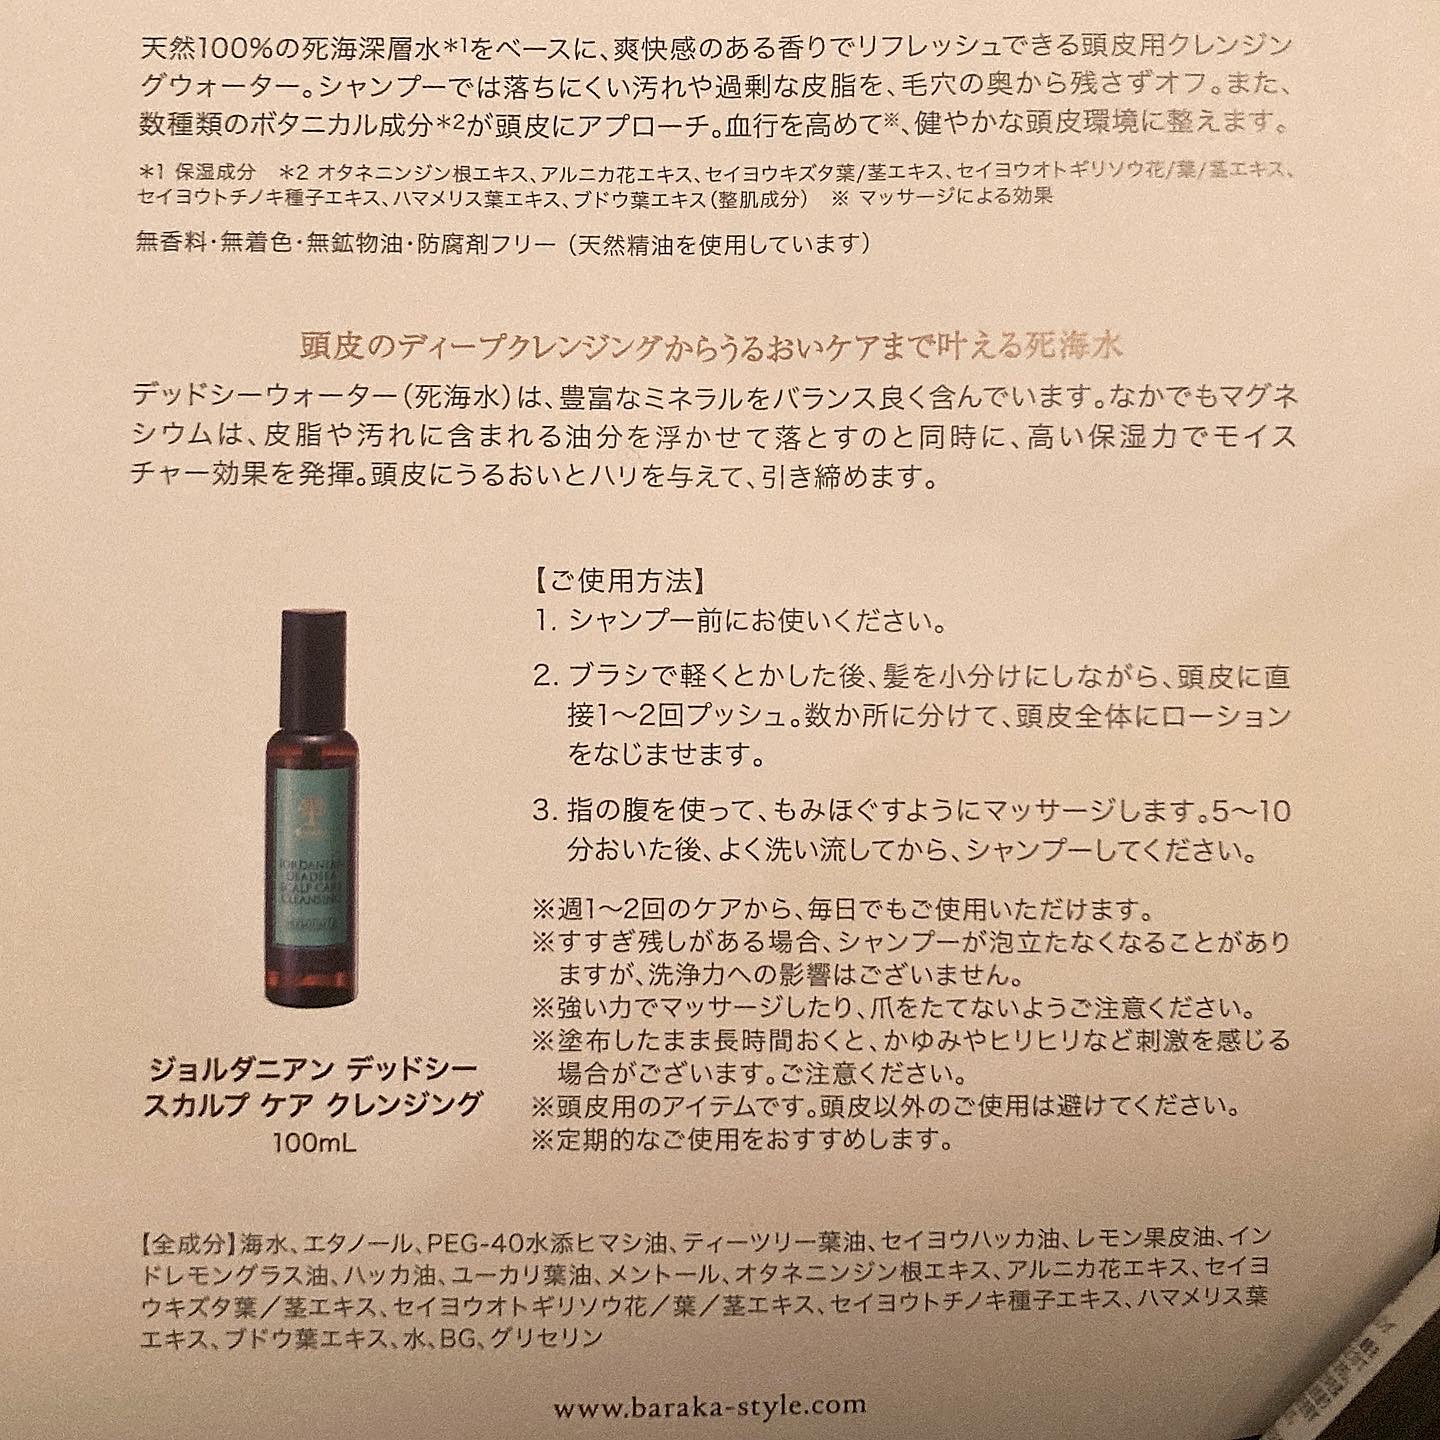 天然100%の死海深層水*1をベースに、爽快感のある香りでリフレッシュできる頭皮用クレンジン
グウォーター。シャンプーでは落ちにくい汚れや過剰な皮脂を、毛穴の奥から残さずオフ。また、
数種類のボタニカル成分*2が頭皮にアプローチ。血行を高めて※、健やかな頭皮環境に整えます。
*1 保湿成分　*2 オタネニンジン根エキス、アルニカ花エキス、セイヨウキズタ葉/茎エキス、セイヨウオトギリソウ花/葉/茎エキス、
セイヨウトチノキ種子エキス、ハマメリス葉エキス、ブドウ葉エキス(整肌成分)　※ マッサージによる効果
無香料・無着色・無鉱物油・防腐剤フリー（天然精油を使用しています）
頭皮のディープクレンジングからうるおいケアまで叶える死海水
デッドシーウォーター（死海水）は、豊富なミネラルをバランス良く含んでいます。なかでもマグネ
シウムは、皮脂や汚れに含まれる油分を浮かせて落とすのと同時に、高い保湿力でモイス
チャー効果を発揮。頭皮にうるおいとハリを与えて、引き締めます。
【ご使用方法】
1. シャンプー前にお使いください。
2. ブラシで軽くとかした後、髪を小分けにしながら、頭皮に直
接1〜2回プッシュ。数か所に分けて、頭皮全体にローション
をなじませます。
3. 指の腹を使って、もみほぐすようにマッサージします。5〜10
分おいた後、よく洗い流してから、シャンプーしてください。
※週1〜2回のケアから、毎日でもご使用いただけます。
※すすぎ残しがある場合、シャンプーが泡立たなくなることがあり
ますが、洗浄力への影響はございません。
※強い力でマッサージしたり、爪をたてないようご注意ください。
※塗布したまま長時間おくと、かゆみやヒリヒリなど刺激を感じる
場合がございます。ご注意ください。
※頭皮用のアイテムです。頭皮以外のご使用は避けてください。
※定期的なご使用をおすすめします。
JORDANIAN
DEADSEA
SCALP CARE
CLEANSING
ジョルダニアン デッドシー
スカルプ ケア クレンジング
100mL
【全成分】海水、エタノール、PEG-40水添ヒマシ油、ティーツリー葉油、セイヨウハッカ油、レモン果皮油、イン
ドレモングラス油、ハッカ油、ユーカリ葉油、メントール、オタネニンジン根エキス、アルニカ花エキス、セイヨ
ウキズタ葉／茎エキス、セイヨウオトギリソウ花／葉／茎エキス、セイヨウトチノキ種子エキス、ハマメリス葉
エキス、ブドウ葉エキス、水、BG、グリセリン
www.baraka-style.com